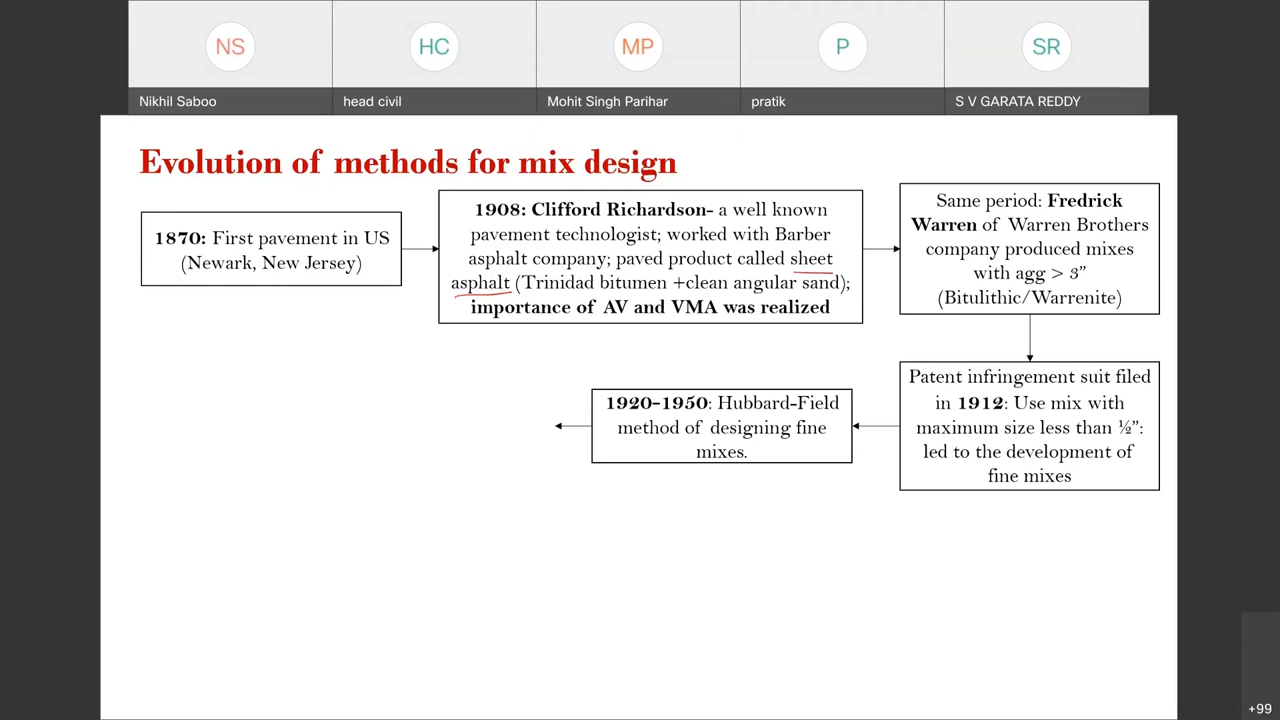 NS
HC
MP
P
SR
Nikhil Saboo
head civil
Mohit Singh Parihar
pratik
S V GARATA REDDY
Evolution of methods for mix design
1870: First pavement in US
(Newark, New Jersey)
1908: Clifford Richardson- a well known
pavement technologist; worked with Barber
asphalt company; paved product called sheet
asphalt (Trinidad bitumen +clean angular sand);
importance of AV and VMA was realized
Same period: Fredrick
Warren of Warren Brothers
company produced mixes
with agg > 3”
(Bitulithic/Warrenite)
Patent infringement suit filed
in 1912: Use mix with
maximum size less than ½”:
led to the development of
fine mixes
1920-1950: Hubbard-Field
method of designing fine
mixes.
+99